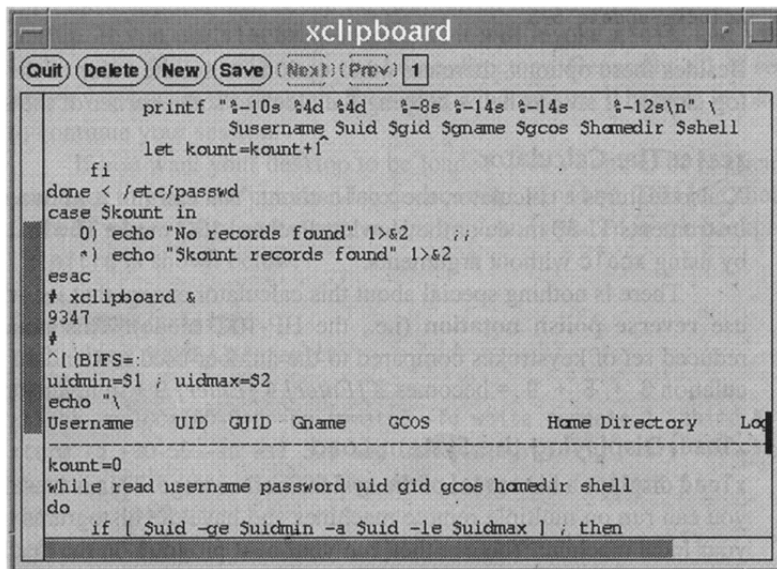 xclipboard
Quit Delete New Save Next Prev 1
printf "%-10s %4d %4d %-8s %-14s %-14s %-12s\n" \
$username $uid $gid $gname $gcos $homedir $shell
let kount=kount+1^
fi
done < /etc/passwd
case $kount in
0) echo "No records found" 1>&2 ;;
*) echo "$kount records found" 1>&2
esac
# xclipboard &
9347
#
^[(BIFS=:
uidmin=$1 ; uidmax=$2
echo "\
Username UID GUID Gname GCOS Home Directory Log
kount=0
while read username password uid gid gcos homedir shell
do
if [ $uid -ge $uidmin -a $uid -le $uidmax ] ; then